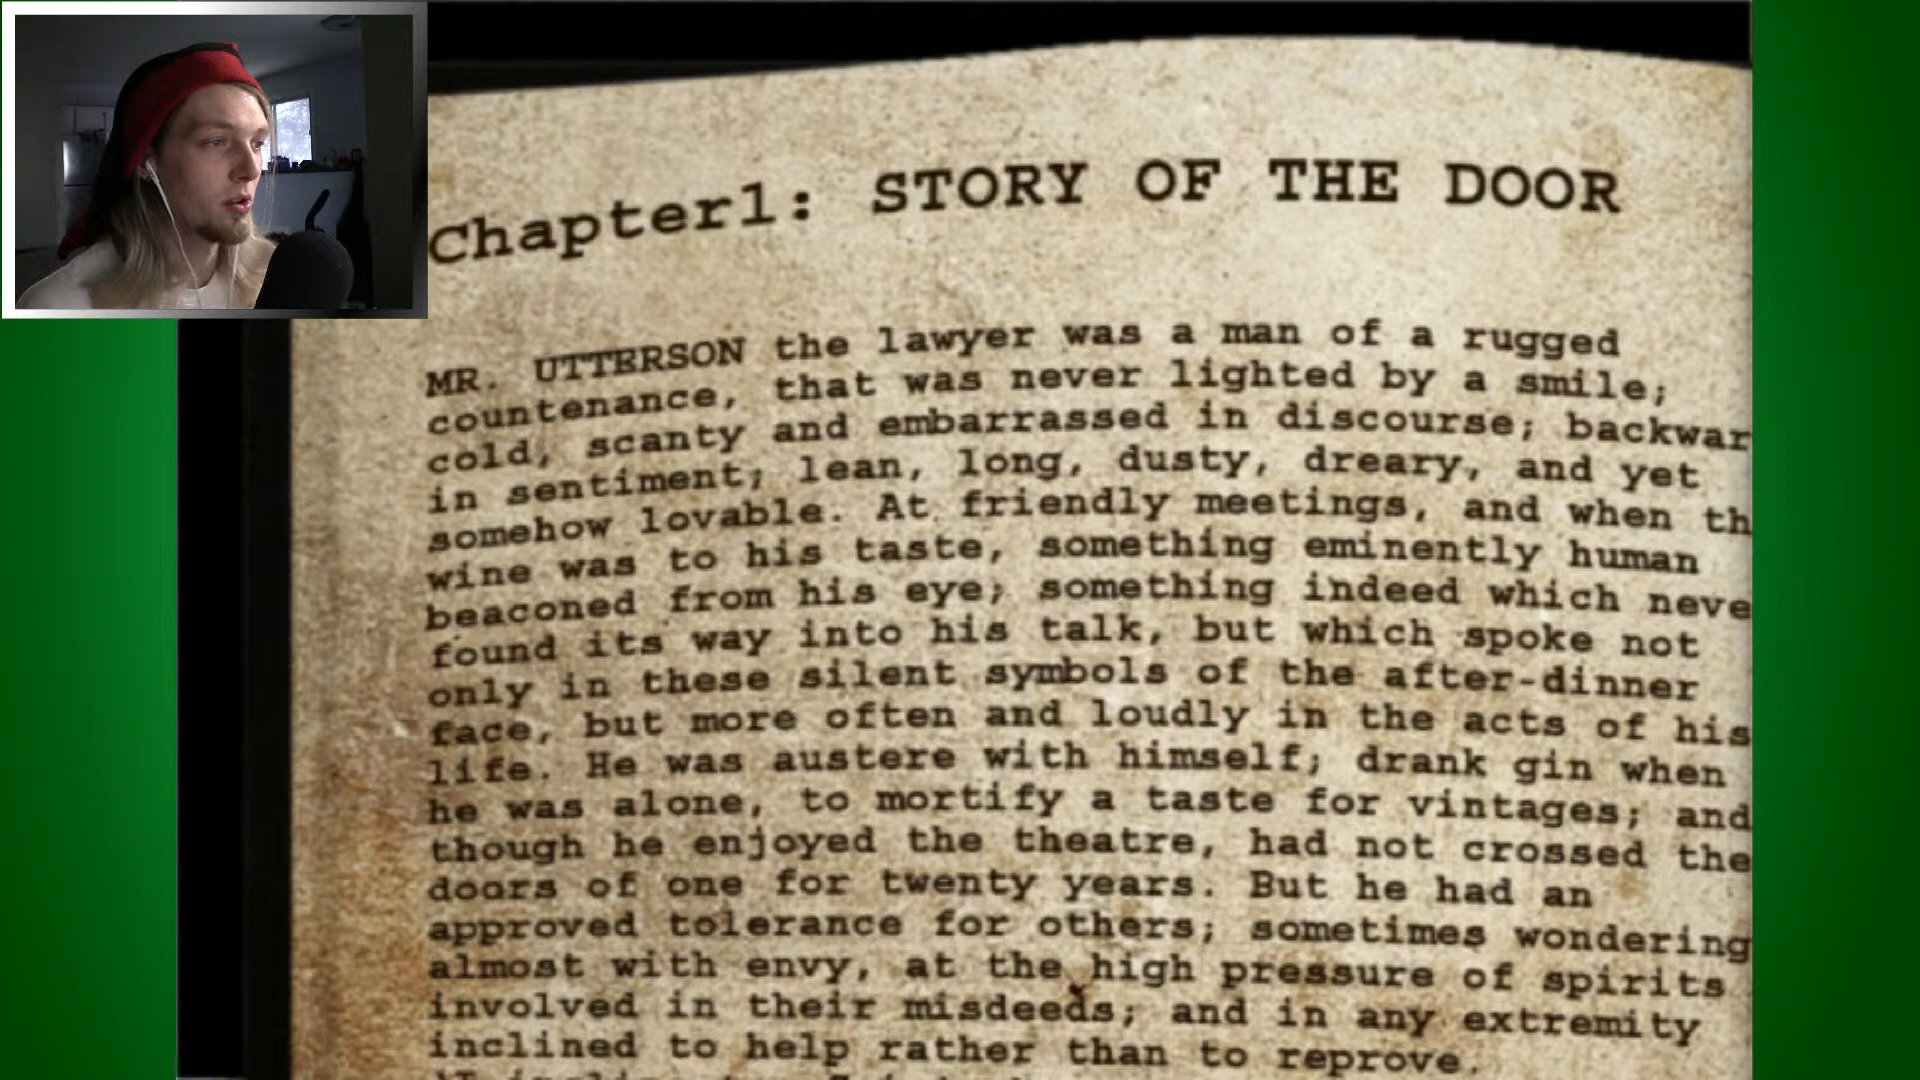 Chapter1: STORY OF THE DOOR
MR. UTTERSON the lawyer was a man of a rugged
countenance, that was never lighted by a smile;
cold, scanty and embarrassed in discourse; backwar
in sentiment; lean, long, dusty, dreary, and yet
somehow lovable. At friendly meetings, and when th
wine was to his taste, something eminently human
beaconed from his eye; something indeed which neve
found its way into his talk, but which spoke not
only in these silent symbols of the after-dinner
face, but more often and loudly in the acts of his
life. He was austere with himself; drank gin when
he was alone, to mortify a taste for vintages; and
though he enjoyed the theatre, had not crossed the
doors of one for twenty years. But he had an
approved tolerance for others; sometimes wondering
almost with envy, at the high pressure of spirits
involved in their misdeeds; and in any extremity
inclined to help rather than to reprove.